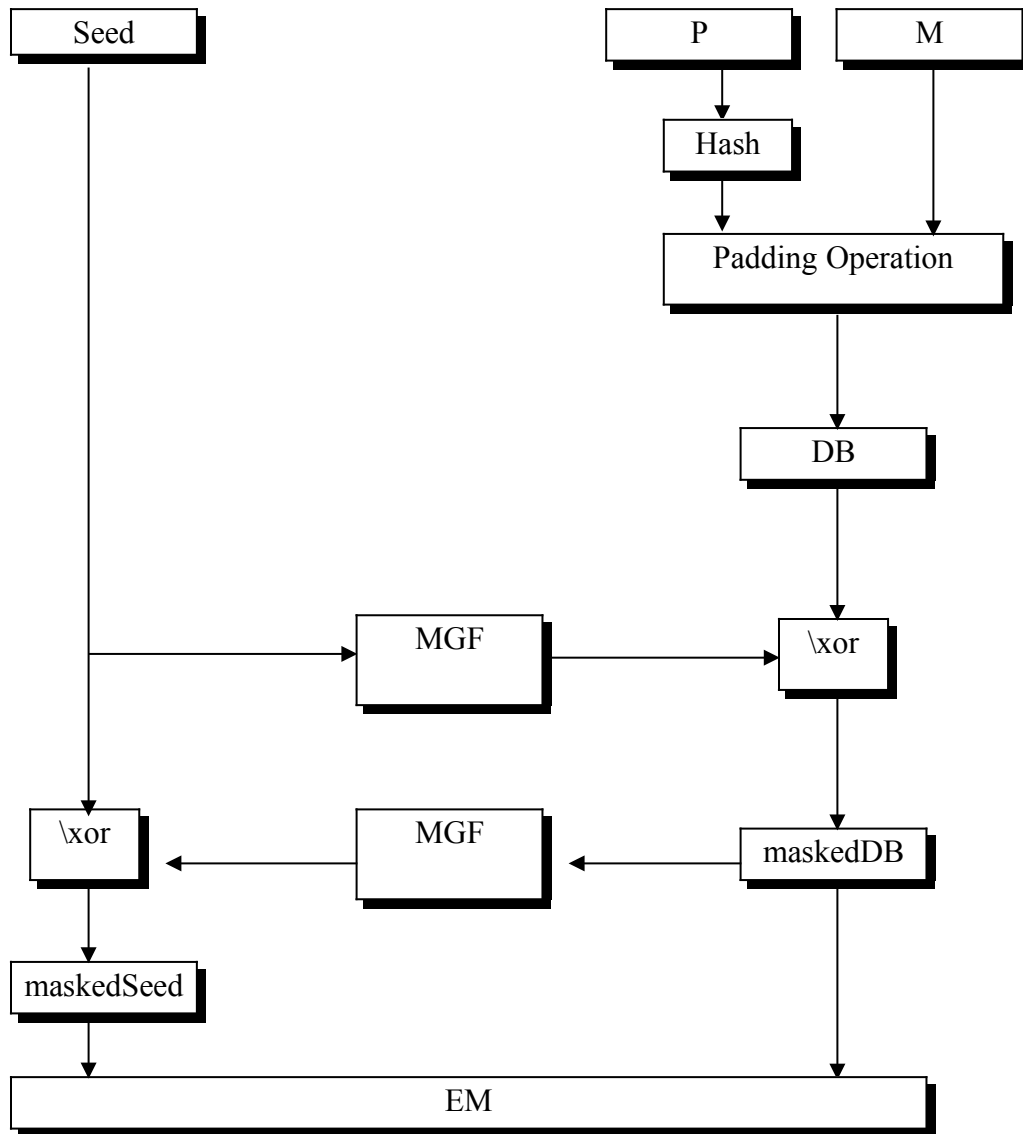 Seed
P
M
Hash
Padding Operation
DB
MGF
\xor
\xor
MGF
maskedDB
maskedSeed
EM